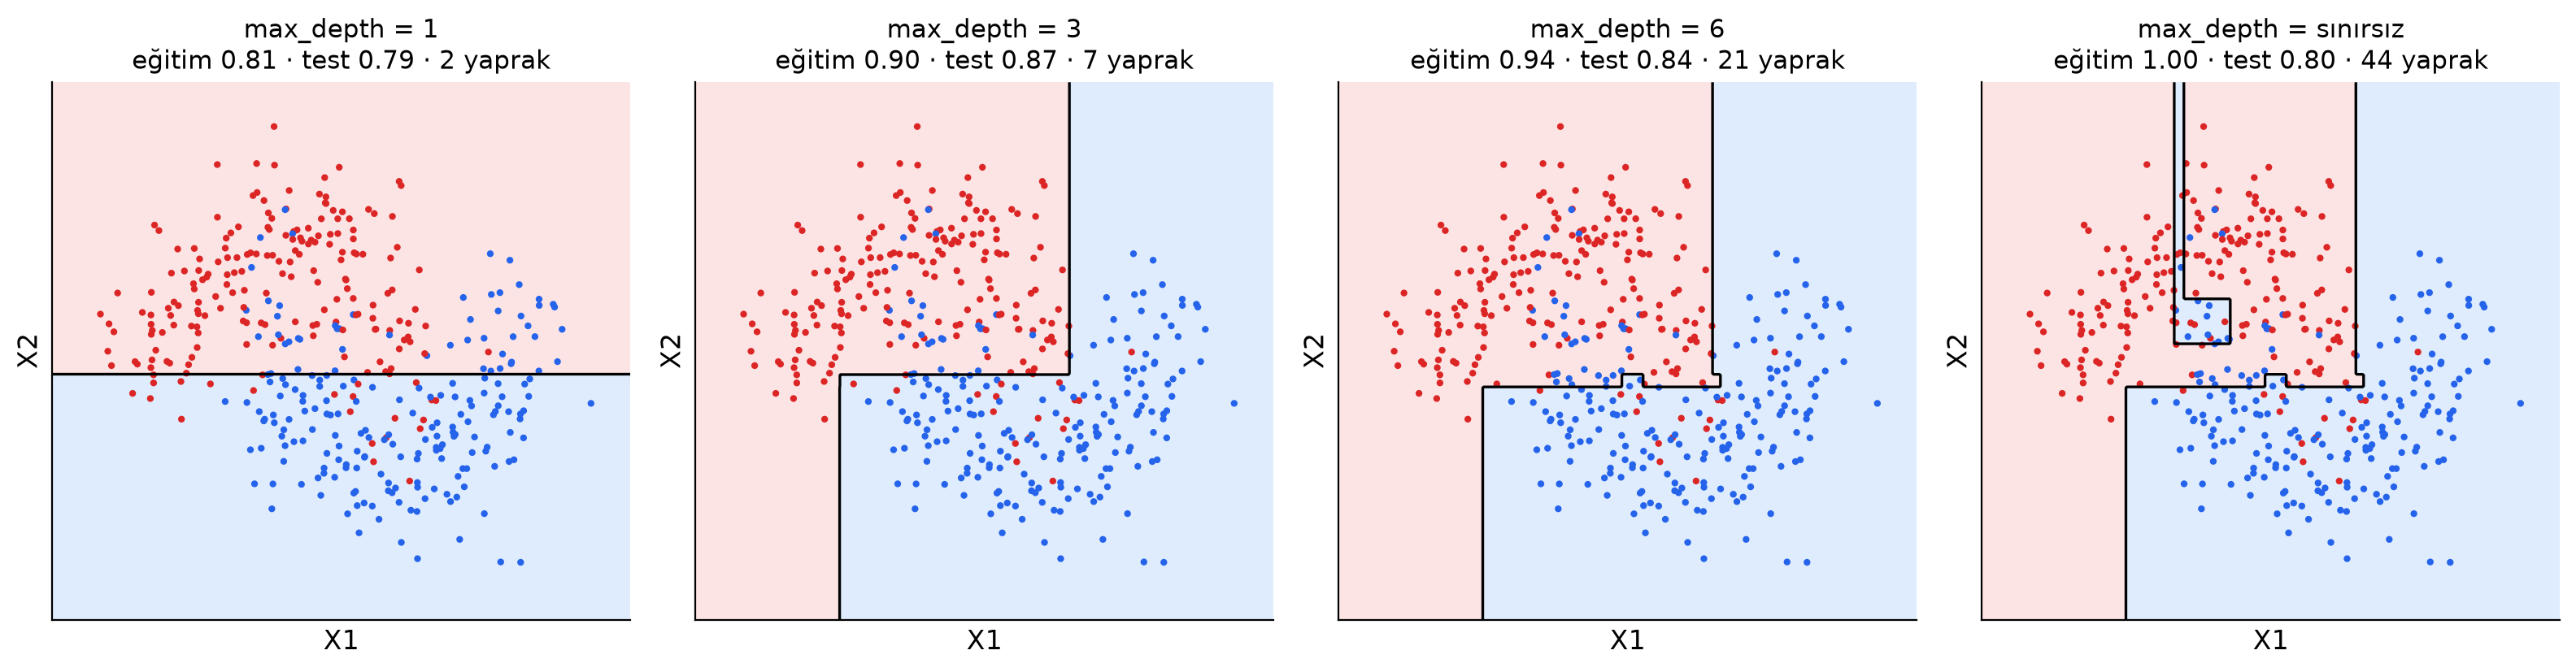 max_depth = 1
eğitim 0.81 · test 0.79 · 2 yaprak
X2
X1
max_depth = 3
eğitim 0.90 · test 0.87 · 7 yaprak
X2
X1
max_depth = 6
eğitim 0.94 · test 0.84 · 21 yaprak
X2
X1
max_depth = sınırsız
eğitim 1.00 · test 0.80 · 44 yaprak
X2
X1